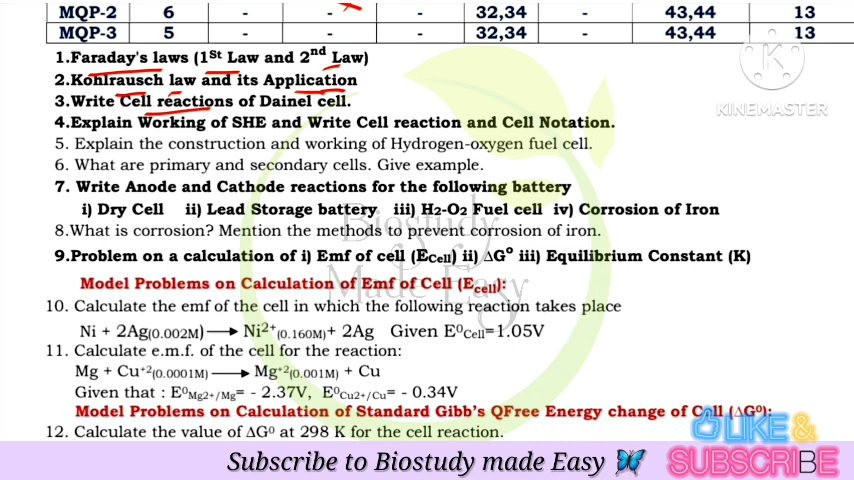 MQP-2 6 - - - 32,34 - 43,44 13
MQP-3 5 - - - 32,34 - 43,44 13
1.Faraday's laws (1St Law and 2nd Law)
2.Kohlrausch law and its Application
3.Write Cell reactions of Dainel cell.
4.Explain Working of SHE and Write Cell reaction and Cell Notation.
5. Explain the construction and working of Hydrogen-oxygen fuel cell.
6. What are primary and secondary cells. Give example.
7. Write Anode and Cathode reactions for the following battery
i) Dry Cell ii) Lead Storage battery iii) H2-O2 Fuel cell iv) Corrosion of Iron
8.What is corrosion? Mention the methods to prevent corrosion of iron.
9.Problem on a calculation of i) Emf of cell (ECell) ii) ΔG° iii) Equilibrium Constant (K)
Model Problems on Calculation of Emf of Cell (Ecell):
10. Calculate the emf of the cell in which the following reaction takes place
Ni + 2Ag(0.002M) ⟶ Ni2+(0.160M) + 2Ag Given E0Cell=1.05V
11. Calculate e.m.f. of the cell for the reaction:
Mg + Cu+2(0.0001M) ⟶ Mg+2(0.001M) + Cu
Given that : E0Mg2+/Mg= - 2.37V, E0Cu2+/Cu= - 0.34V
Model Problems on Calculation of Standard Gibb's QFree Energy change of Cell (ΔG0):
12. Calculate the value of ΔG0 at 298 K for the cell reaction.
KINEMASTER
Biostudy
Made Easy
LIKE &
SUBSCRIBE
Subscribe to Biostudy made Easy 🦋